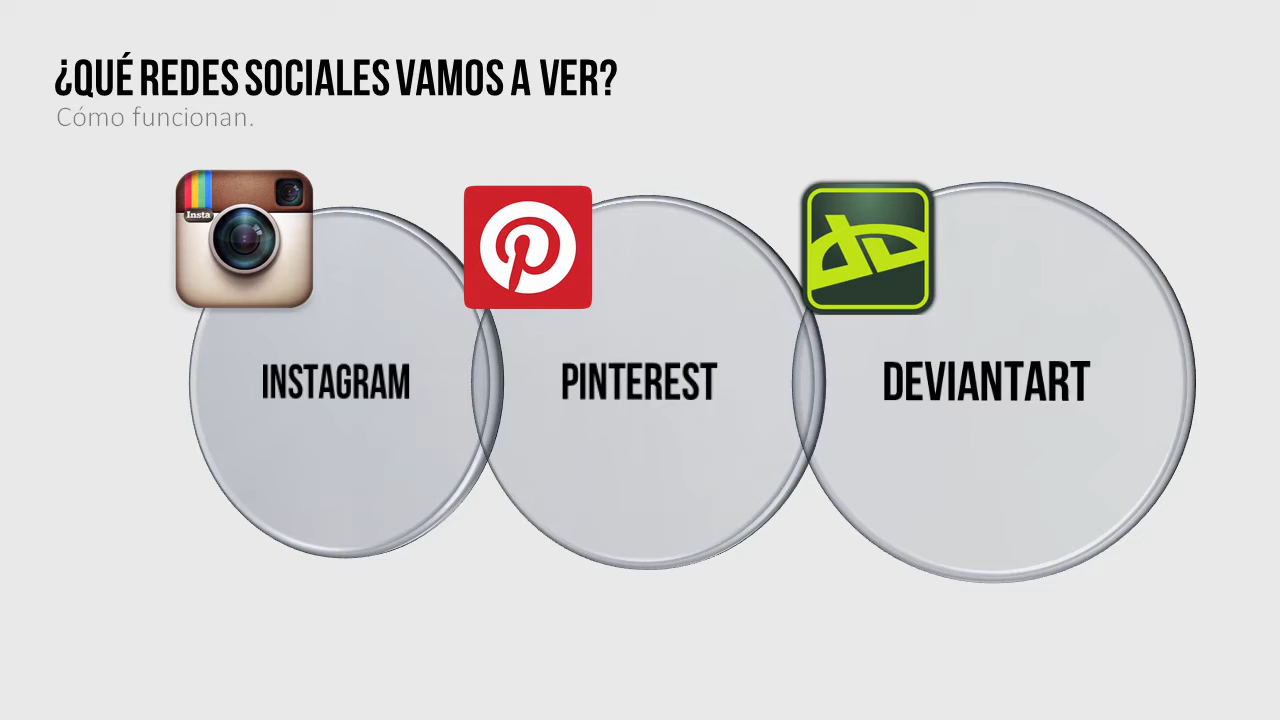 ¿QUÉ REDES SOCIALES VAMOS A VER?
Cómo funcionan.
Insta
INSTAGRAM
PINTEREST
DEVIANTART